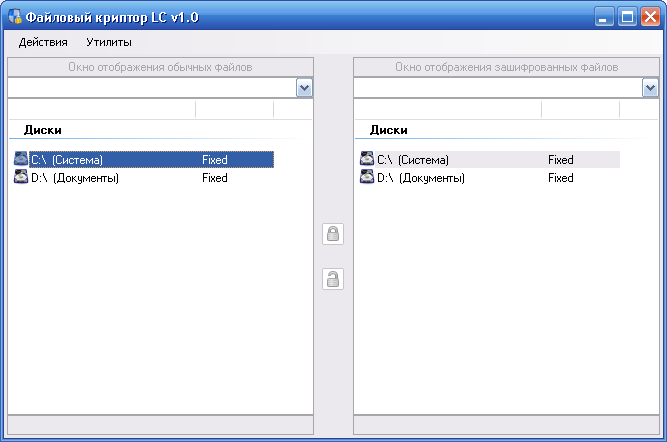 Файловый криптор LC v1.0
Действия Утилиты
Окно отображения обычных файлов
Диски
C:\ (Система) Fixed
D:\ (Документы) Fixed
Окно отображения зашифрованных файлов
Диски
C:\ (Система) Fixed
D:\ (Документы) Fixed